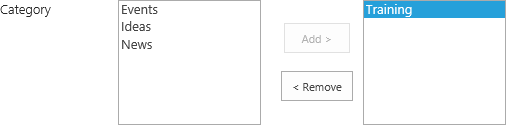 Category
Events
Ideas
News
Add >
< Remove
Training